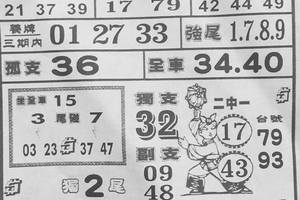 21 37 39 17 79 42 44 49
養牌 三期內 01 27 33 強尾 1.7.8.9
孤支 36 全車 34.40
坐全車 15
3 尾碰 7
03 23 37 47
獨 2 尾
獨支
32
副支
09
48
二中一
17
43
台號
79
93